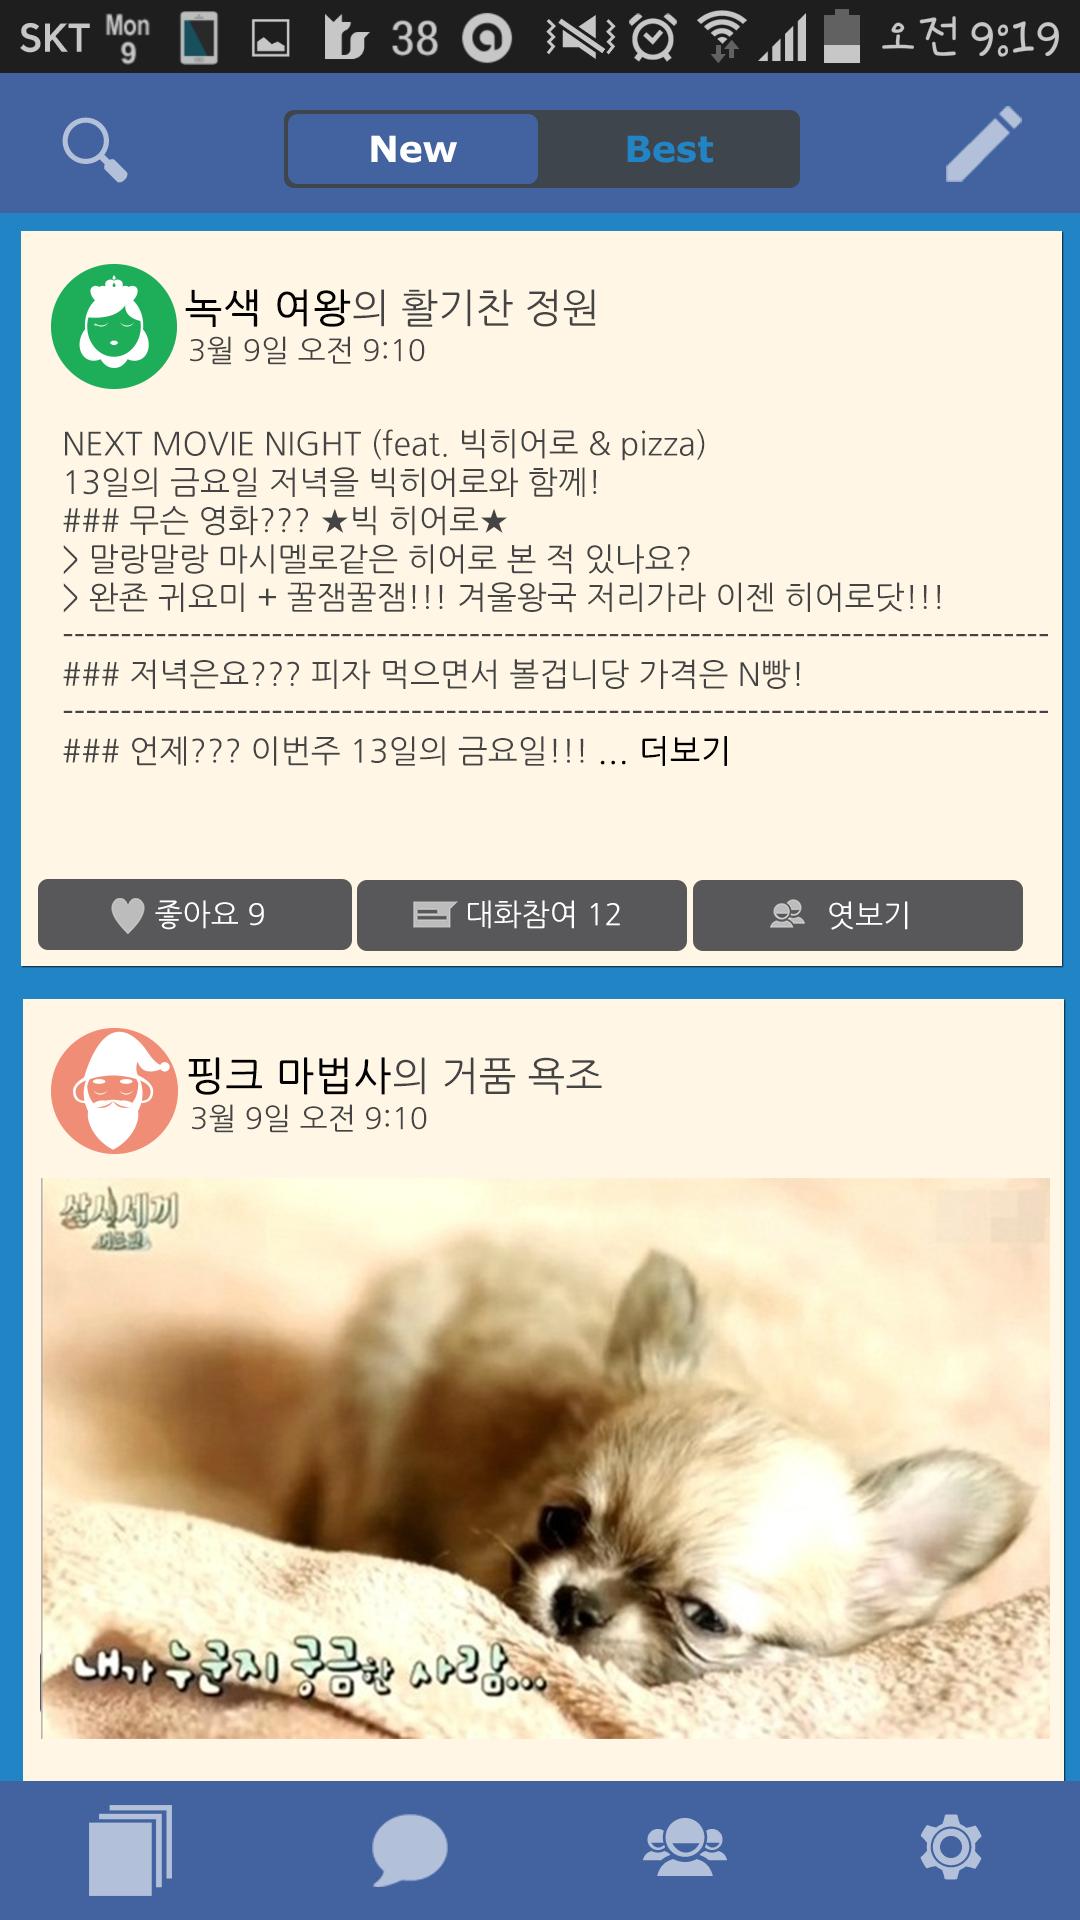 SKT Mon 9 38 오전 9:19
New Best
녹색 여왕의 활기찬 정원
3월 9일 오전 9:10
NEXT MOVIE NIGHT (feat. 빅히어로 & pizza)
13일의 금요일 저녁을 빅히어로와 함께!
### 무슨 영화??? ★빅 히어로★
> 말랑말랑 마시멜로같은 히어로 본 적 있나요?
> 완죤 귀요미 + 꿀잼꿀잼!!! 겨울왕국 저리가라 이젠 히어로닷!!!
--------------------------------------------------------------------------------
### 저녁은요??? 피자 먹으면서 볼겁니당 가격은 N빵!
--------------------------------------------------------------------------------
### 언제??? 이번주 13일의 금요일!!! ... 더보기
좋아요 9 대화참여 12 엿보기
핑크 마법사의 거품 욕조
3월 9일 오전 9:10
삼시세끼
어촌편
내가 누군지 궁금한 사람...